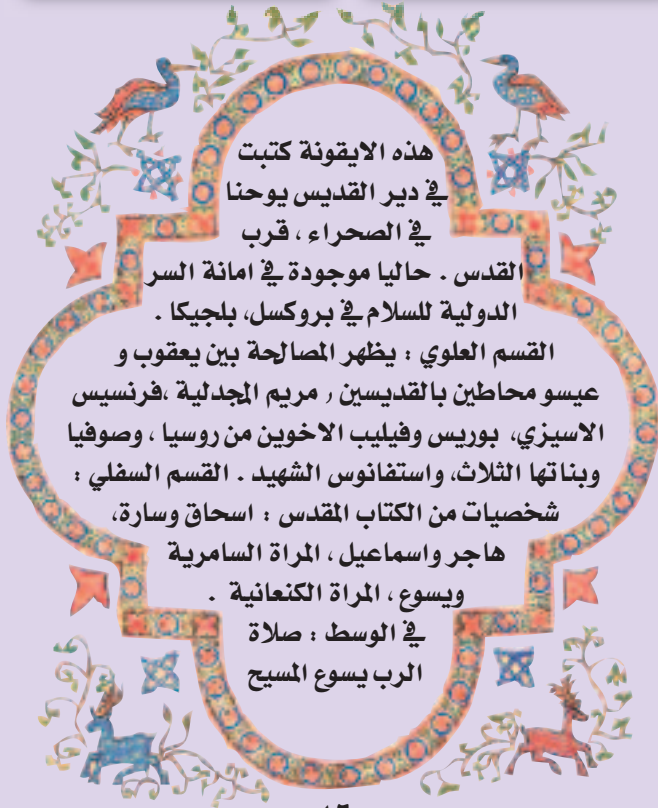 هذه الايقونة كتبت
في دير القديس يوحنا
في الصحراء ، قرب
القدس . حاليا موجودة في امانة السر
الدولية للسلام في بروكسل، بلجيكا .
القسم العلوي : يظهر المصالحة بين يعقوب و
عيسو محاطين بالقديسين , مريم المجدلية ،فرنسيس
الاسيزي، بوريس وفيليب الاخوين من روسيا ، وصوفيا
وبناتها الثلاث، واستفانوس الشهيد . القسم السفلي :
شخصيات من الكتاب المقدس : اسحاق وسارة،
هاجر واسماعيل ، المراة السامرية
ويسوع ، المراة الكنعانية .
في الوسط : صلاة
الرب يسوع المسيح